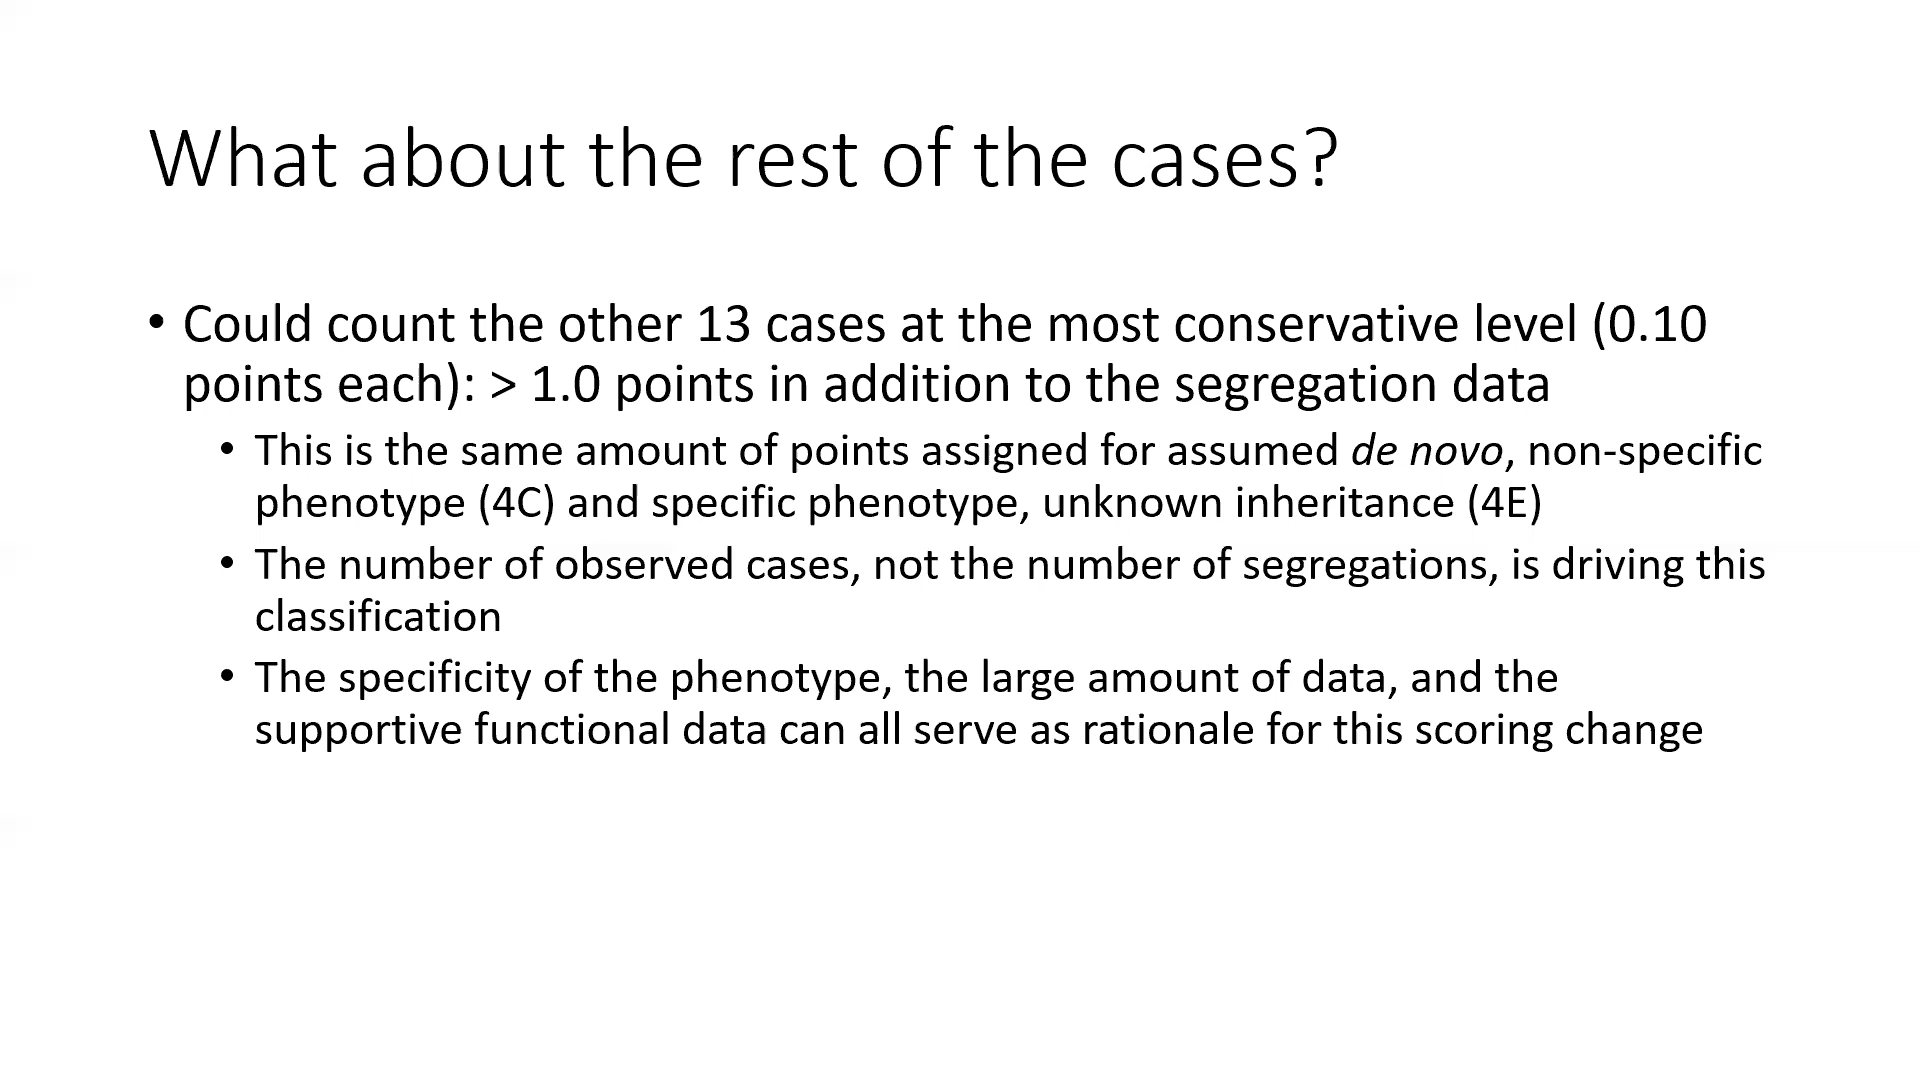 What about the rest of the cases?
• Could count the other 13 cases at the most conservative level (0.10
points each): > 1.0 points in addition to the segregation data
• This is the same amount of points assigned for assumed de novo, non-specific
phenotype (4C) and specific phenotype, unknown inheritance (4E)
• The number of observed cases, not the number of segregations, is driving this
classification
• The specificity of the phenotype, the large amount of data, and the
supportive functional data can all serve as rationale for this scoring change